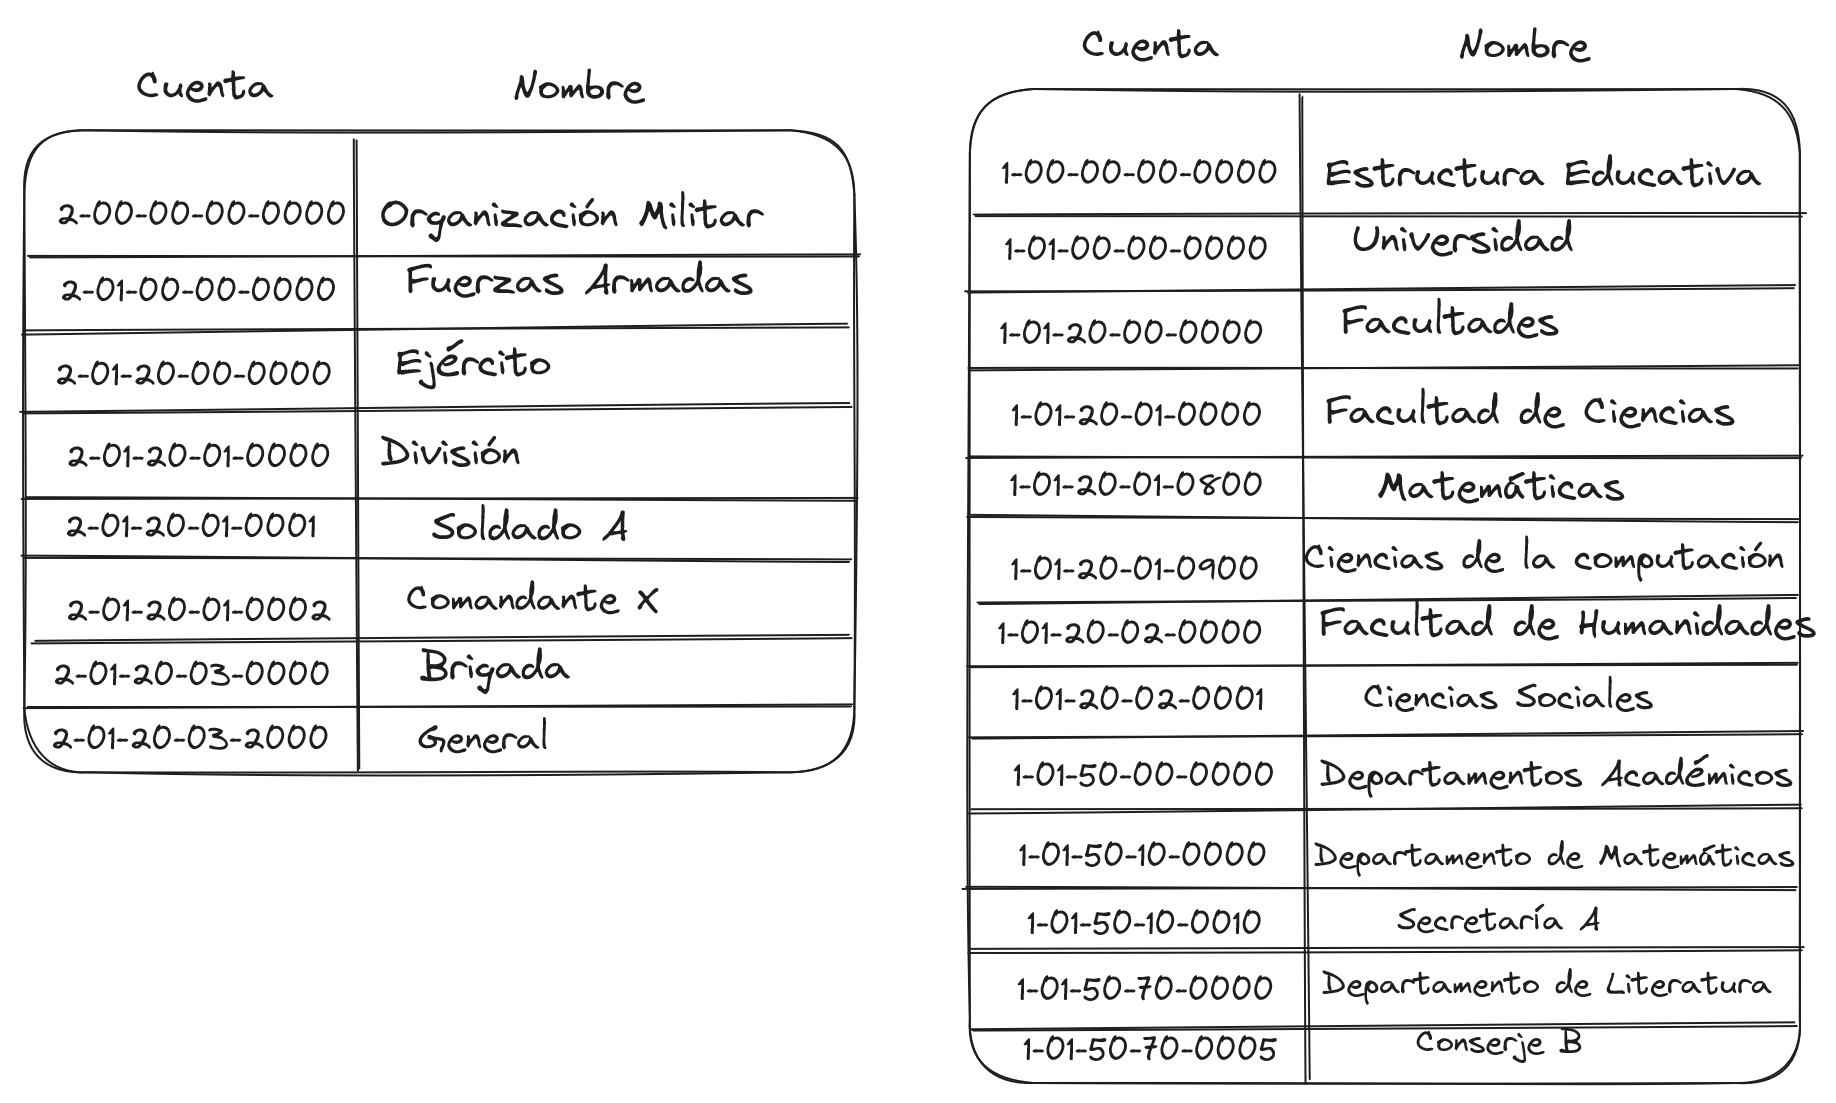 Cuenta Nombre
2-00-00-00-0000 Organización Militar
2-01-00-00-0000 Fuerzas Armadas
2-01-20-00-0000 Ejército
2-01-20-01-0000 División
2-01-20-01-0001 Soldado A
2-01-20-01-0002 Comandante X
2-01-20-03-0000 Brigada
2-01-20-03-2000 General
Cuenta Nombre
1-00-00-00-0000 Estructura Educativa
1-01-00-00-0000 Universidad
1-01-20-00-0000 Facultades
1-01-20-01-0000 Facultad de Ciencias
1-01-20-01-0800 Matemáticas
1-01-20-01-0900 Ciencias de la computación
1-01-20-02-0000 Facultad de Humanidades
1-01-20-02-0001 Ciencias Sociales
1-01-50-00-0000 Departamentos Académicos
1-01-50-10-0000 Departamento de Matemáticas
1-01-50-10-0010 Secretaría A
1-01-50-70-0000 Departamento de Literatura
1-01-50-70-0005 Conserje B